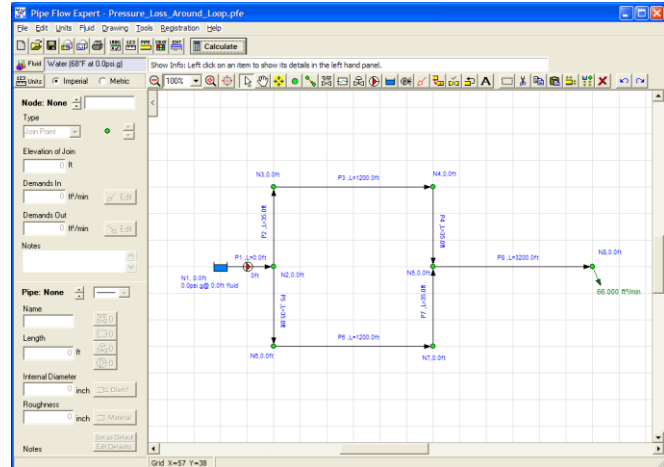 Pipe Flow Expert - Pressure_Loss_Around_Loop.pfe
File Edit Units Fluid Drawing Tools Registration Help
Calculate
Fluid Water (68°F at 0.0psi.g)
Show Info: Left click on an item to show its details in the left hand panel.
Units Imperial Metric
100%
A
Node: None
Type
Join Point
Elevation of Join
0 ft
Demands In
0 ft³/min Edit
Demands Out
0 ft³/min Edit
Notes
Pipe: None
Name
Length
0 ft
Internal Diameter
0 inch Diam?
Roughness
0 inch Material
Notes
Set as Default
Edit Defaults
N3,0.0ft
P3 ,L=1200.0ft
N4,0.0ft
P2 ,L=35.0ft
P4 ,L=35.0ft
P1 ,L=0.0ft
0ft
N1, 0.0ft
0.0psi.g@ 0.0ft fluid
N2,0.0ft
N5,0.0ft
P8 ,L=3200.0ft
N8,0.0ft
66.000 ft³/min
P5 ,L=35.0ft
P7 ,L=35.0ft
P6 ,L=1200.0ft
N6,0.0ft
N7,0.0ft
Grid X=57 Y=38